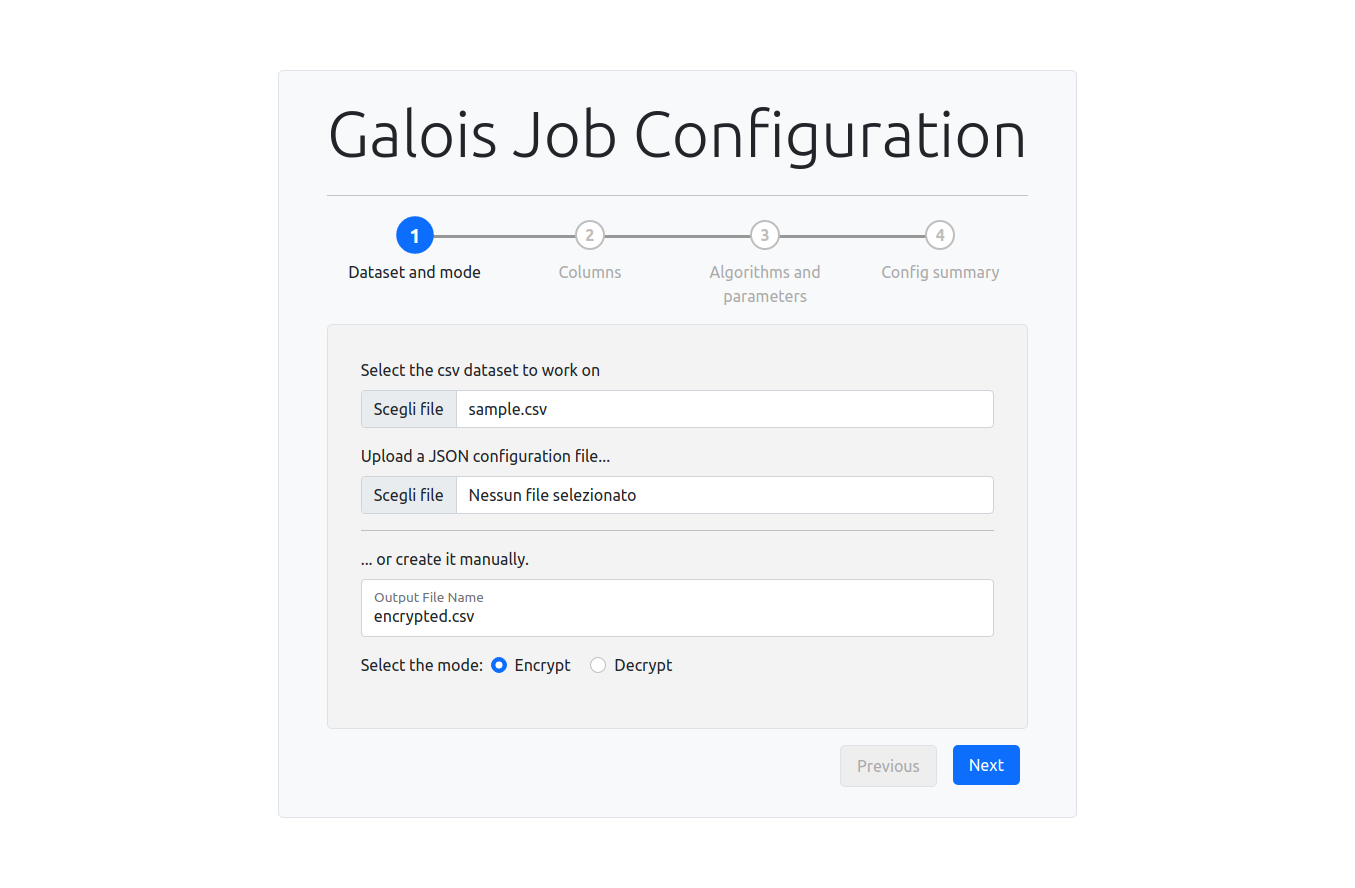 Galois Job Configuration
1 2 3 4
Dataset and mode Columns Algorithms and Config summary
parameters
Select the csv dataset to work on
Scegli file sample.csv
Upload a JSON configuration file...
Scegli file Nessun file selezionato
... or create it manually.
Output File Name
encrypted.csv
Select the mode: Encrypt Decrypt
Previous Next